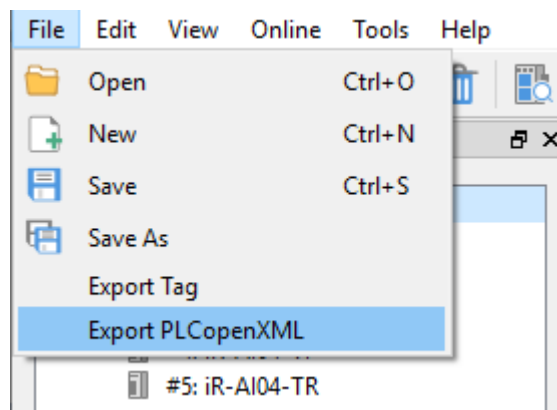 File Edit View Online Tools Help
Open Ctrl+O
New Ctrl+N
Save Ctrl+S
Save As
Export Tag
Export PLCopenXML
#5: iR-AI04-TR